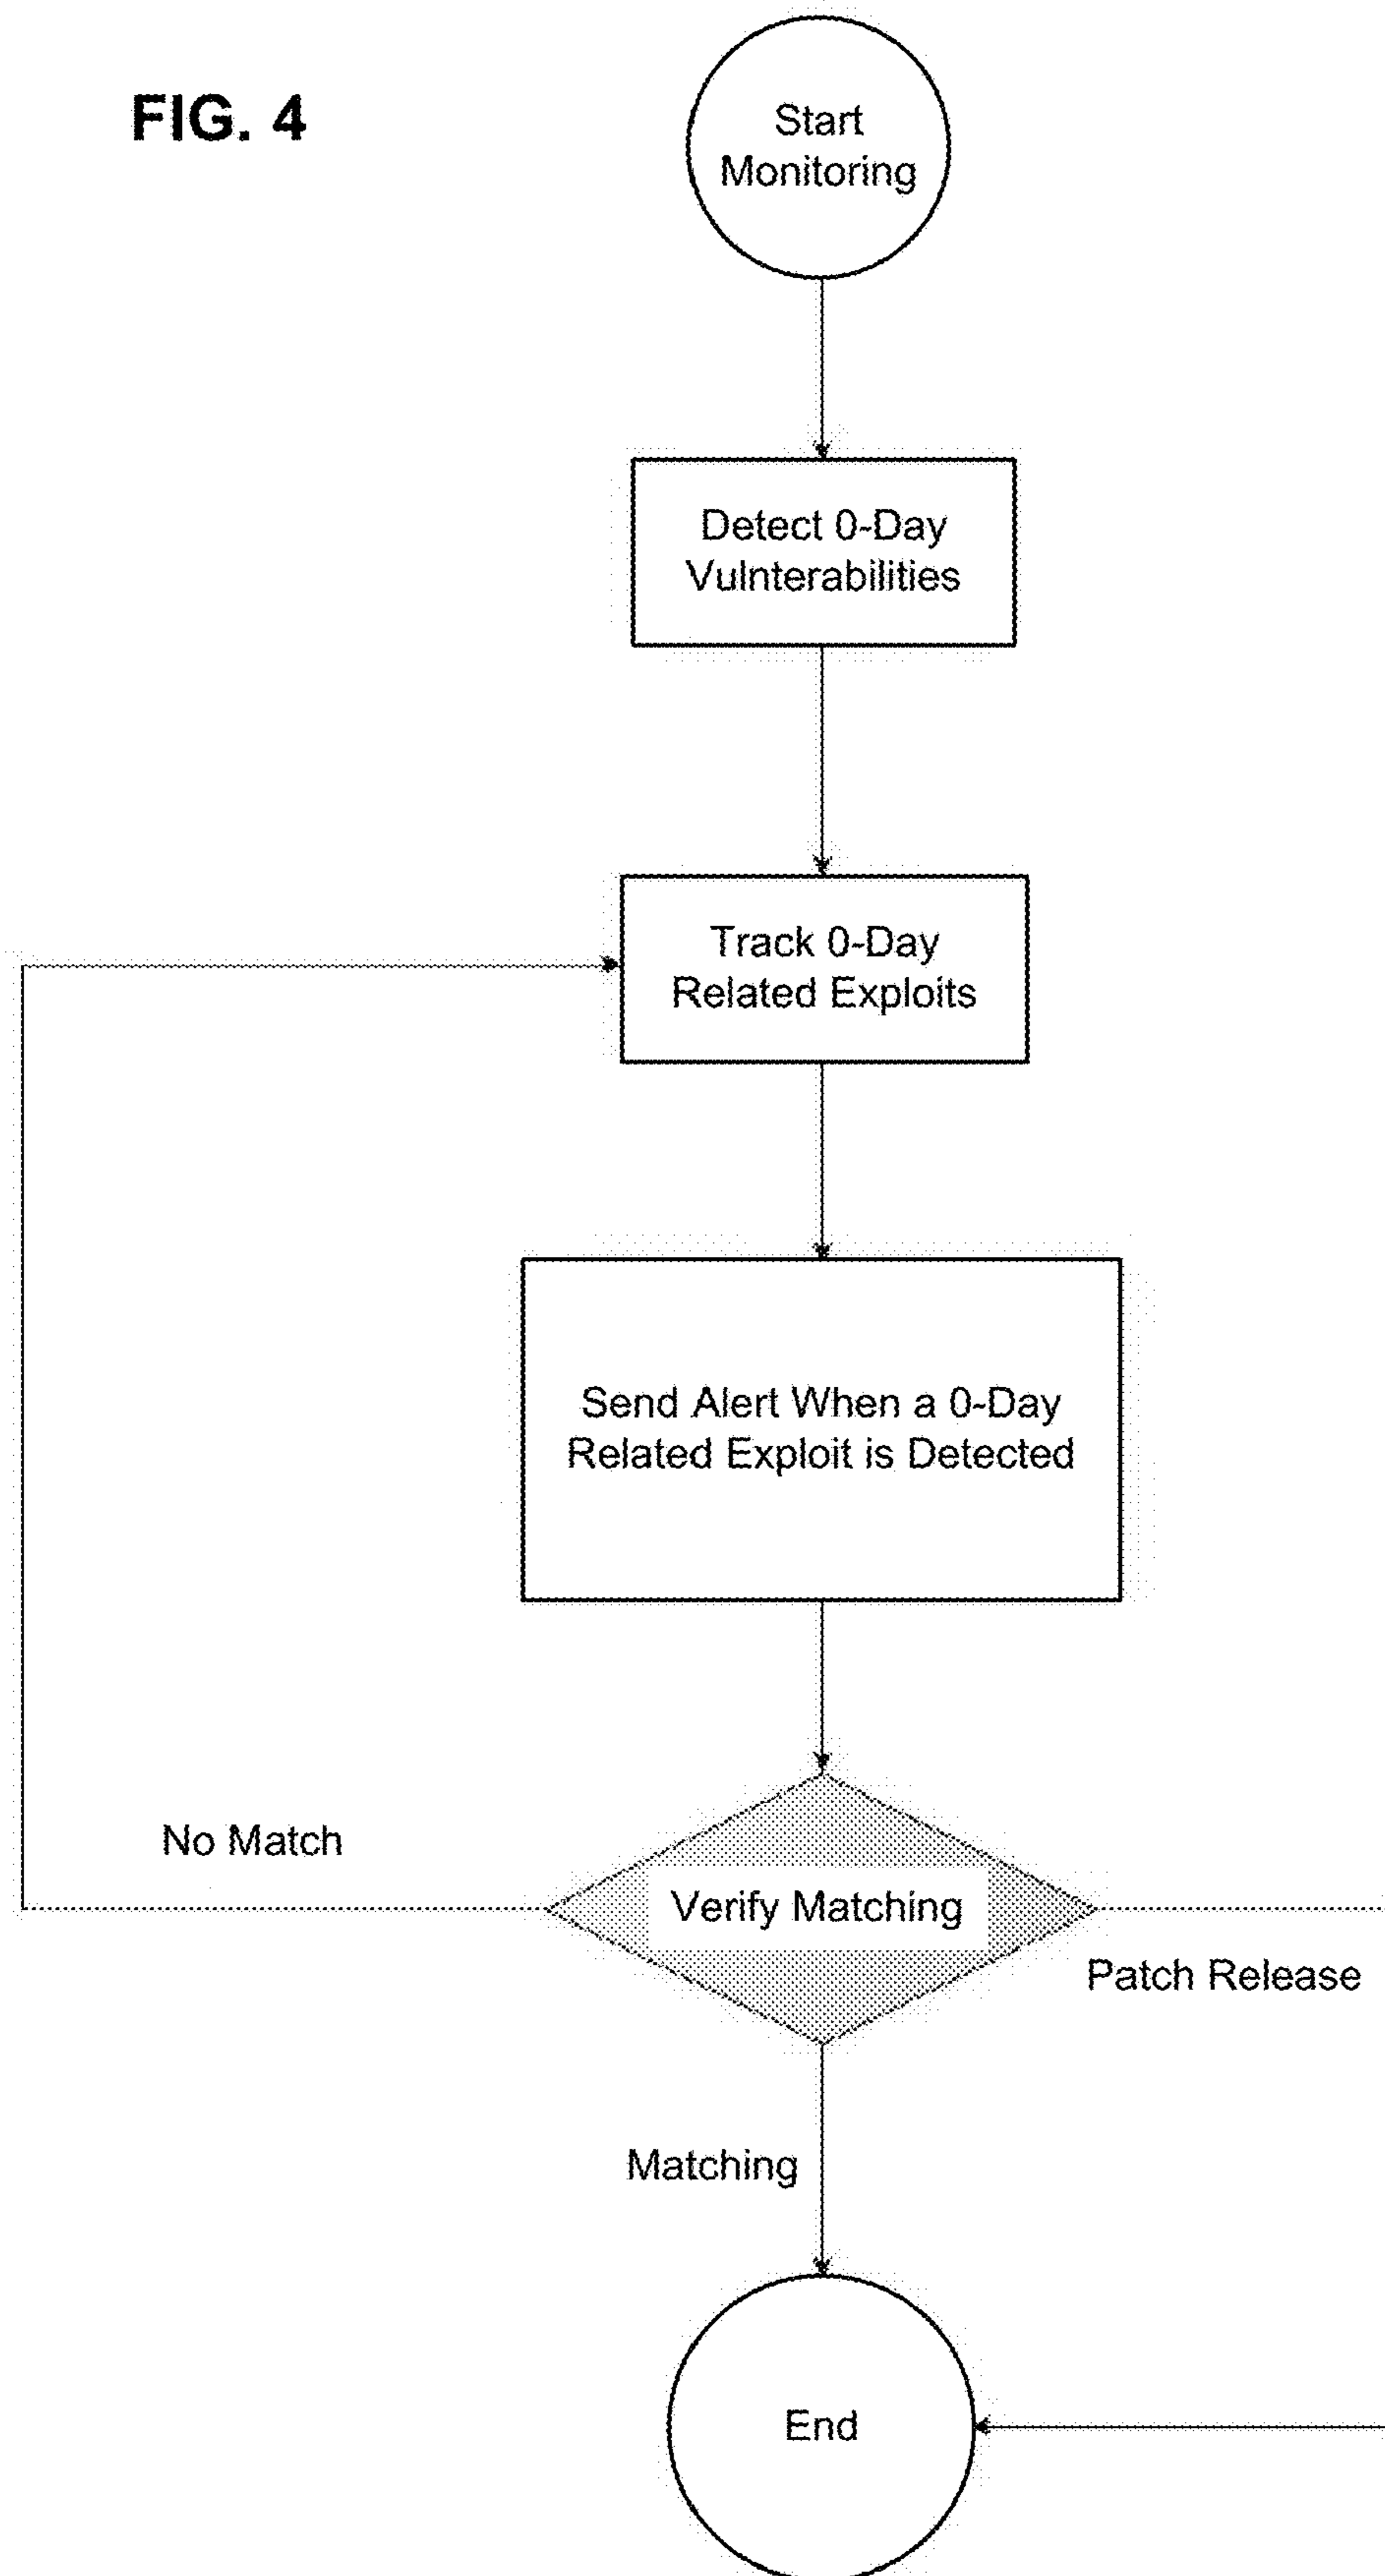 FIG. 4
Start
Monitoring
Detect 0-Day
Vulnterabilities
Track 0-Day
Related Exploits
Send Alert When a 0-Day
Related Exploit is Detected
No Match
Verify Matching
Patch Release
Matching
End